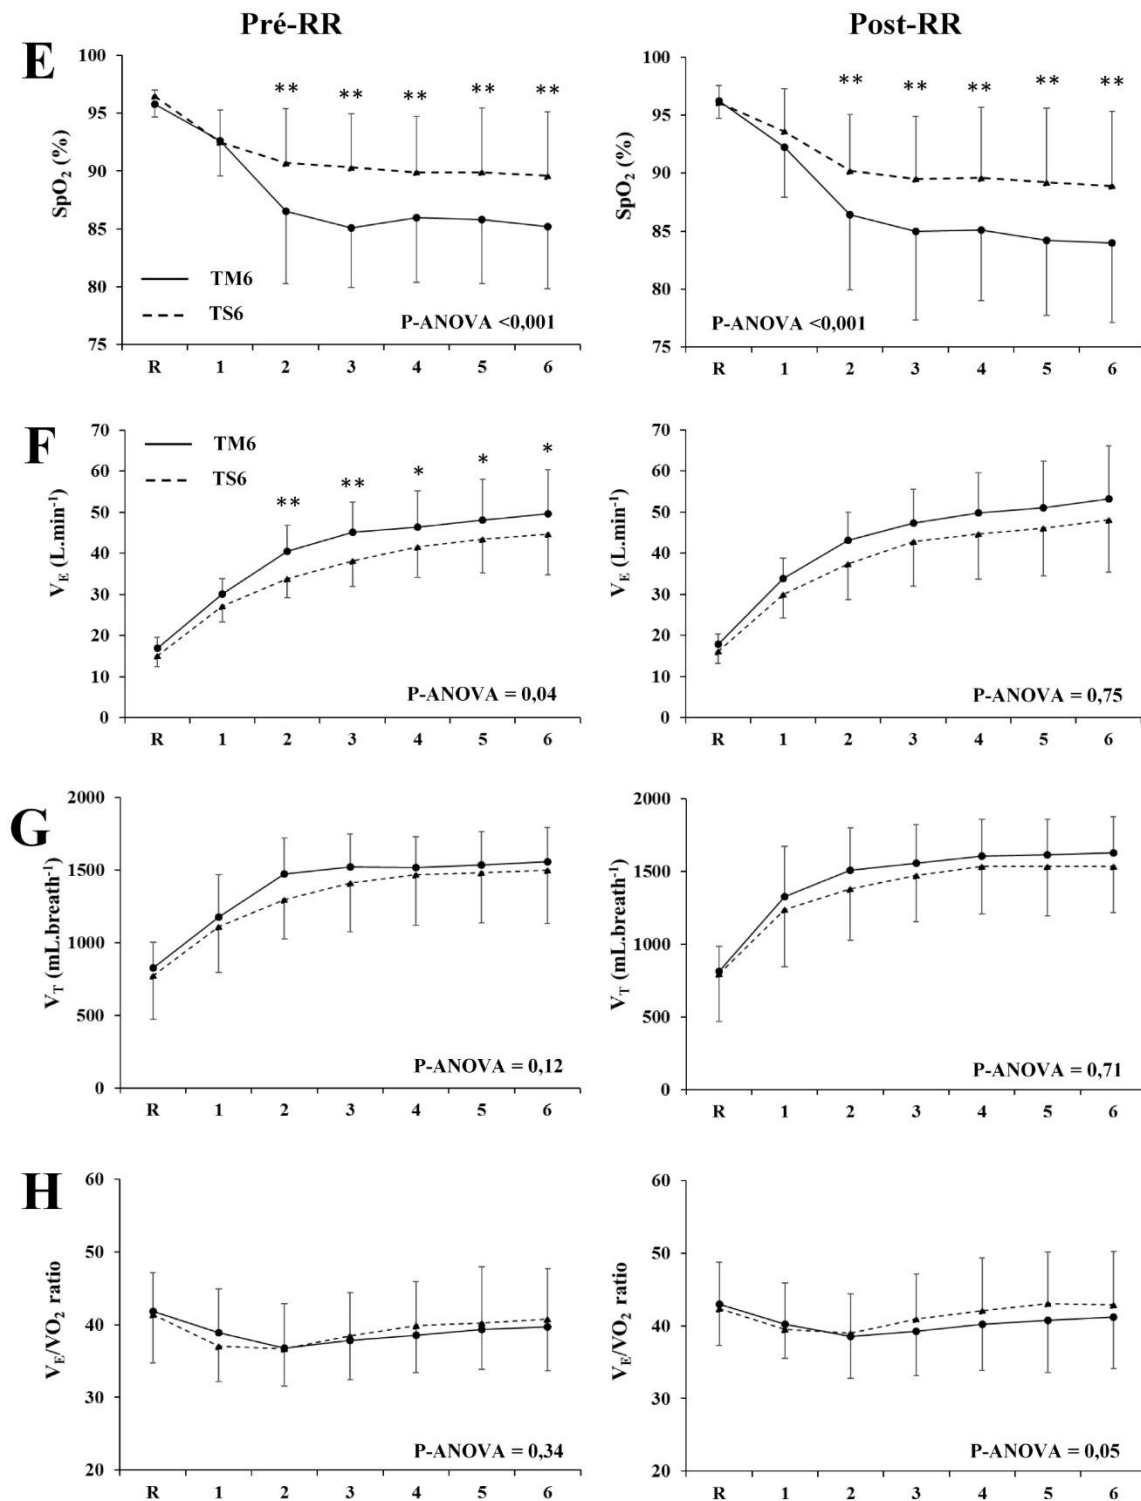 Pré-RR
Post-RR
E
SpO₂ (%)
100
95
90
85
80
75
** ** ** ** **
TM6
TS6
P-ANOVA <0,001
R 1 2 3 4 5 6
SpO₂ (%)
100
95
90
85
80
75
** ** ** ** **
P-ANOVA <0,001
R 1 2 3 4 5 6
F
V_E (L.min⁻¹)
70
60
50
40
30
20
10
0
TM6
TS6
** ** * * *
P-ANOVA = 0,04
R 1 2 3 4 5 6
V_E (L.min⁻¹)
70
60
50
40
30
20
10
0
P-ANOVA = 0,75
R 1 2 3 4 5 6
G
V_T (mL.breath⁻¹)
2000
1500
1000
500
0
P-ANOVA = 0,12
R 1 2 3 4 5 6
V_T (mL.breath⁻¹)
2000
1500
1000
500
0
P-ANOVA = 0,71
R 1 2 3 4 5 6
H
V_E/VO₂ ratio
60
50
40
30
20
P-ANOVA = 0,34
R 1 2 3 4 5 6
V_E/VO₂ ratio
60
50
40
30
20
P-ANOVA = 0,05
R 1 2 3 4 5 6